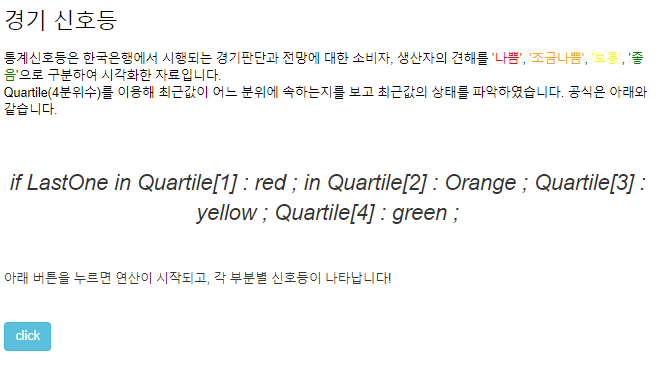 경기 신호등
통계신호등은 한국은행에서 시행되는 경기판단과 전망에 대한 소비자, 생산자의 견해를 '나쁨', '조금나쁨', '보통', '좋
음'으로 구분하여 시각화한 자료입니다.
Quartile(4분위수)를 이용해 최근값이 어느 분위에 속하는지를 보고 최근값의 상태를 파악하였습니다. 공식은 아래와
같습니다.
if LastOne in Quartile[1] : red ; in Quartile[2] : Orange ; Quartile[3] :
yellow ; Quartile[4] : green ;
아래 버튼을 누르면 연산이 시작되고, 각 부분별 신호등이 나타납니다!
click